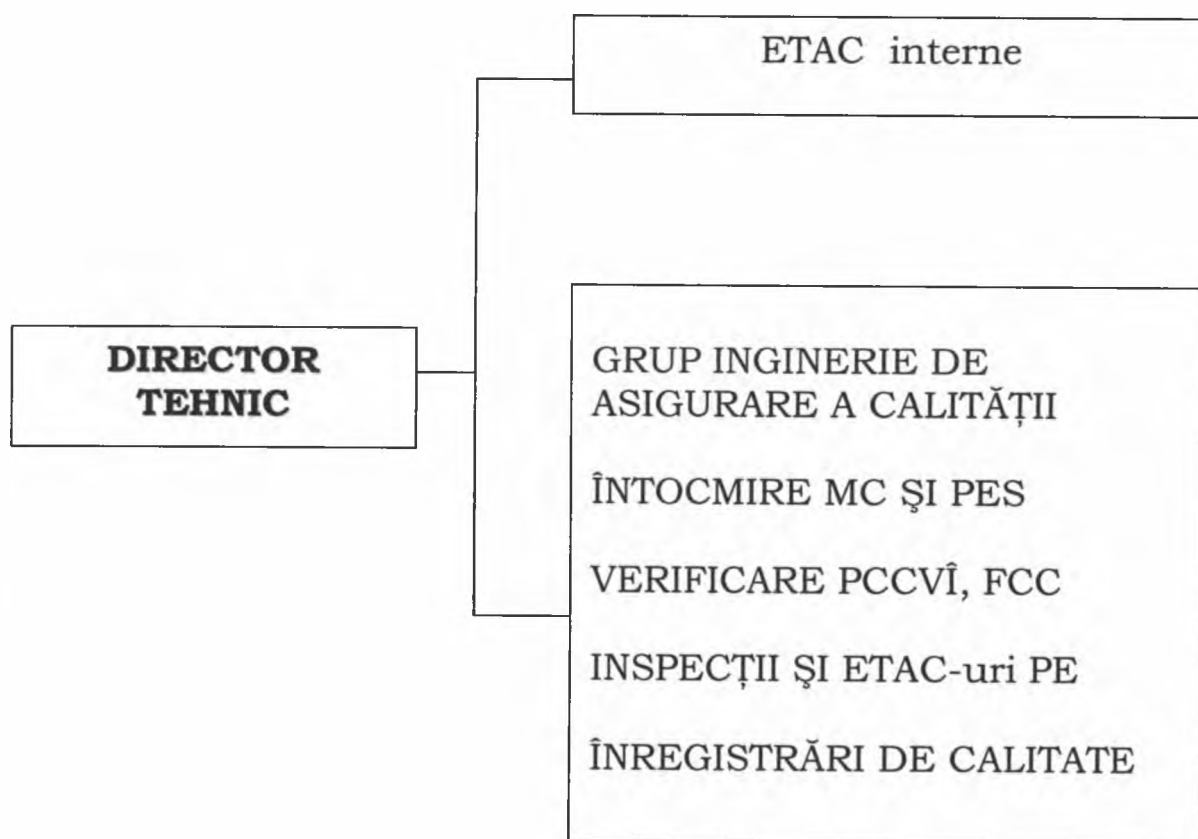 ETAC interne
DIRECTOR
TEHNIC
GRUP INGINERIE DE
ASIGURARE A CALITĂȚII
ÎNTOCMIRE MC ŞI PES
VERIFICARE PCCVÎ, FCC
INSPECȚII ŞI ETAC-uri PE
ÎNREGISTRĂRI DE CALITATE